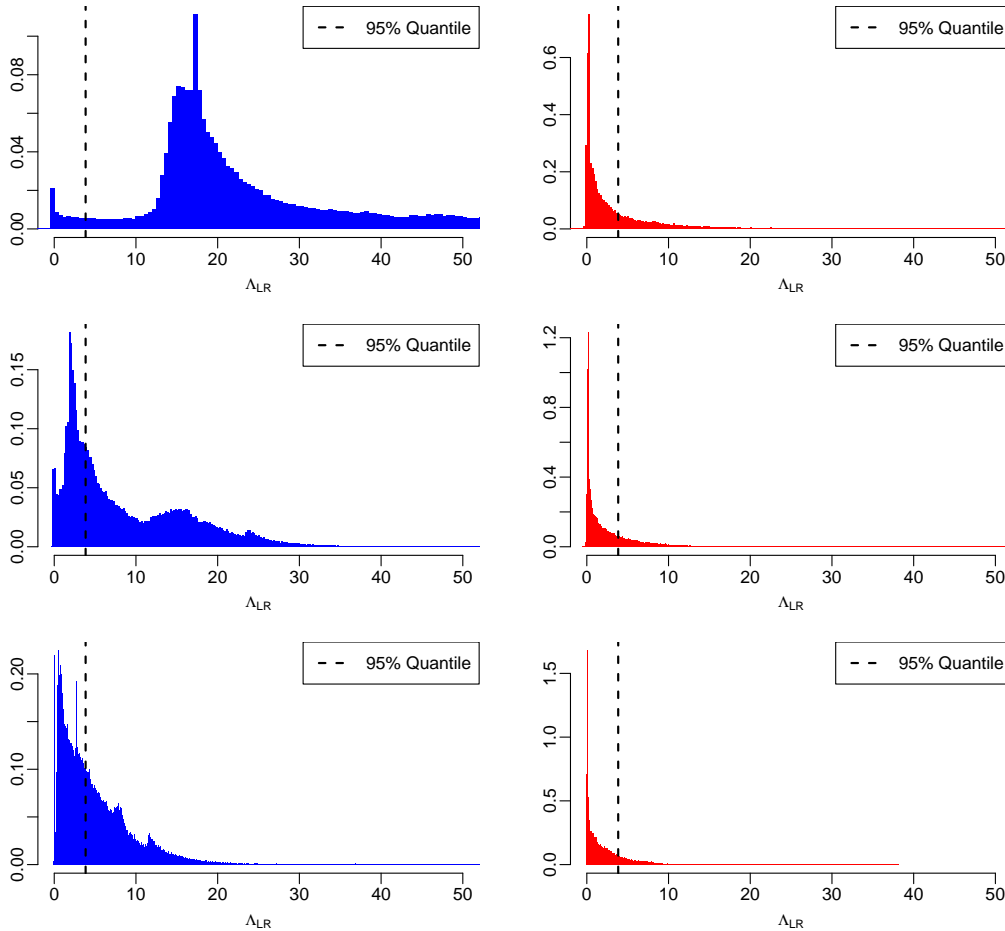 95% Quantile
0.00 0.04 0.08
0 10 20 30 40 50
ΛLR
95% Quantile
0.0 0.2 0.4 0.6
0 10 20 30 40 50
ΛLR
95% Quantile
0.00 0.05 0.10 0.15
0 10 20 30 40 50
ΛLR
95% Quantile
0.0 0.4 0.8 1.2
0 10 20 30 40 50
ΛLR
95% Quantile
0.00 0.10 0.20
0 10 20 30 40 50
ΛLR
95% Quantile
0.0 0.5 1.0 1.5
0 10 20 30 40 50
ΛLR